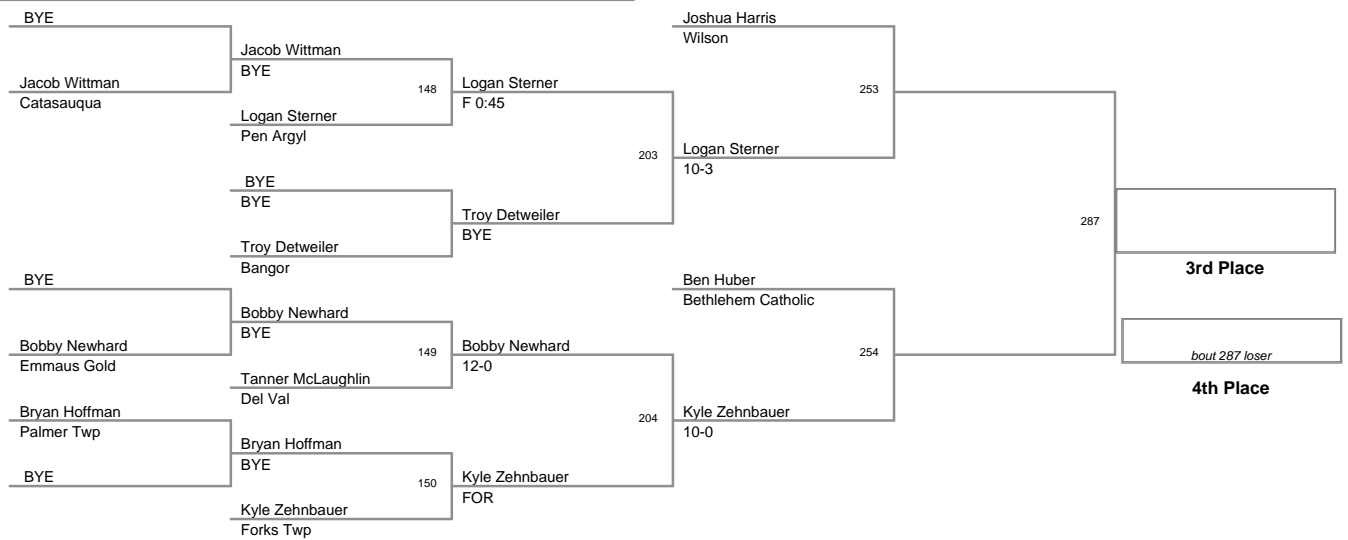 BYE
Jacob Wittman
Catasauqua
Jacob Wittman
BYE
148
Logan Sterner
Pen Argyl
Logan Sterner
F 0:45
BYE
BYE
Troy Detweiler
Bangor
Troy Detweiler
BYE
203
Joshua Harris
Wilson
Logan Sterner
10-3
253
BYE
Bobby Newhard
Emmaus Gold
Bobby Newhard
BYE
149
Tanner McLaughlin
Del Val
Bobby Newhard
12-0
Bryan Hoffman
Palmer Twp
BYE
Bryan Hoffman
BYE
150
Kyle Zehnbauer
Forks Twp
Kyle Zehnbauer
FOR
204
Ben Huber
Bethlehem Catholic
Kyle Zehnbauer
10-0
254
287
3rd Place
bout 287 loser
4th Place